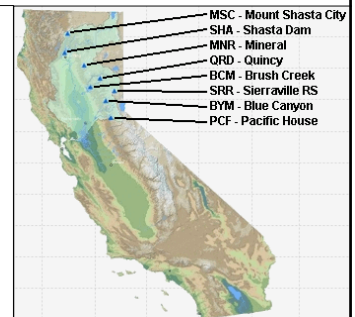 MSC - Mount Shasta City
SHA - Shasta Dam
MNR - Mineral
QRD - Quincy
BCM - Brush Creek
SRR - Sierraville RS
BYM - Blue Canyon
PCF - Pacific House